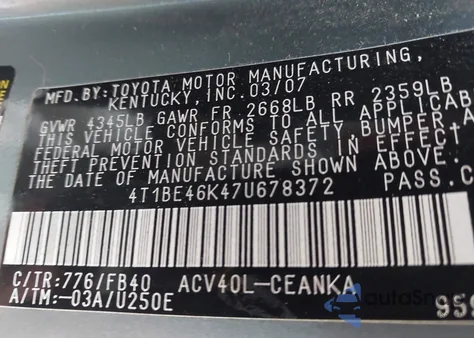 ON
MFD.BY:TOYOTA MOTOR MANUFACTURING,
KENTUCKY, INC.03/07
GVWR 4345LB GAWR FR 2668LB RR 2359LB
THIS VEHICLE CONFORMS TO ALL APPLICAB
FEDERAL MOTOR VEHICLE SAFETY, BUMPER A
THEFT PREVENTION STANDARDS IN EFFECT
THE DATE OF MANUFACTURE SHOWN ABOVE.
4T1BE46K47U678372 PASS.C
C/TR:776/FB40 ACV40L-CEANKA
A/TM:-03A/U250E 959